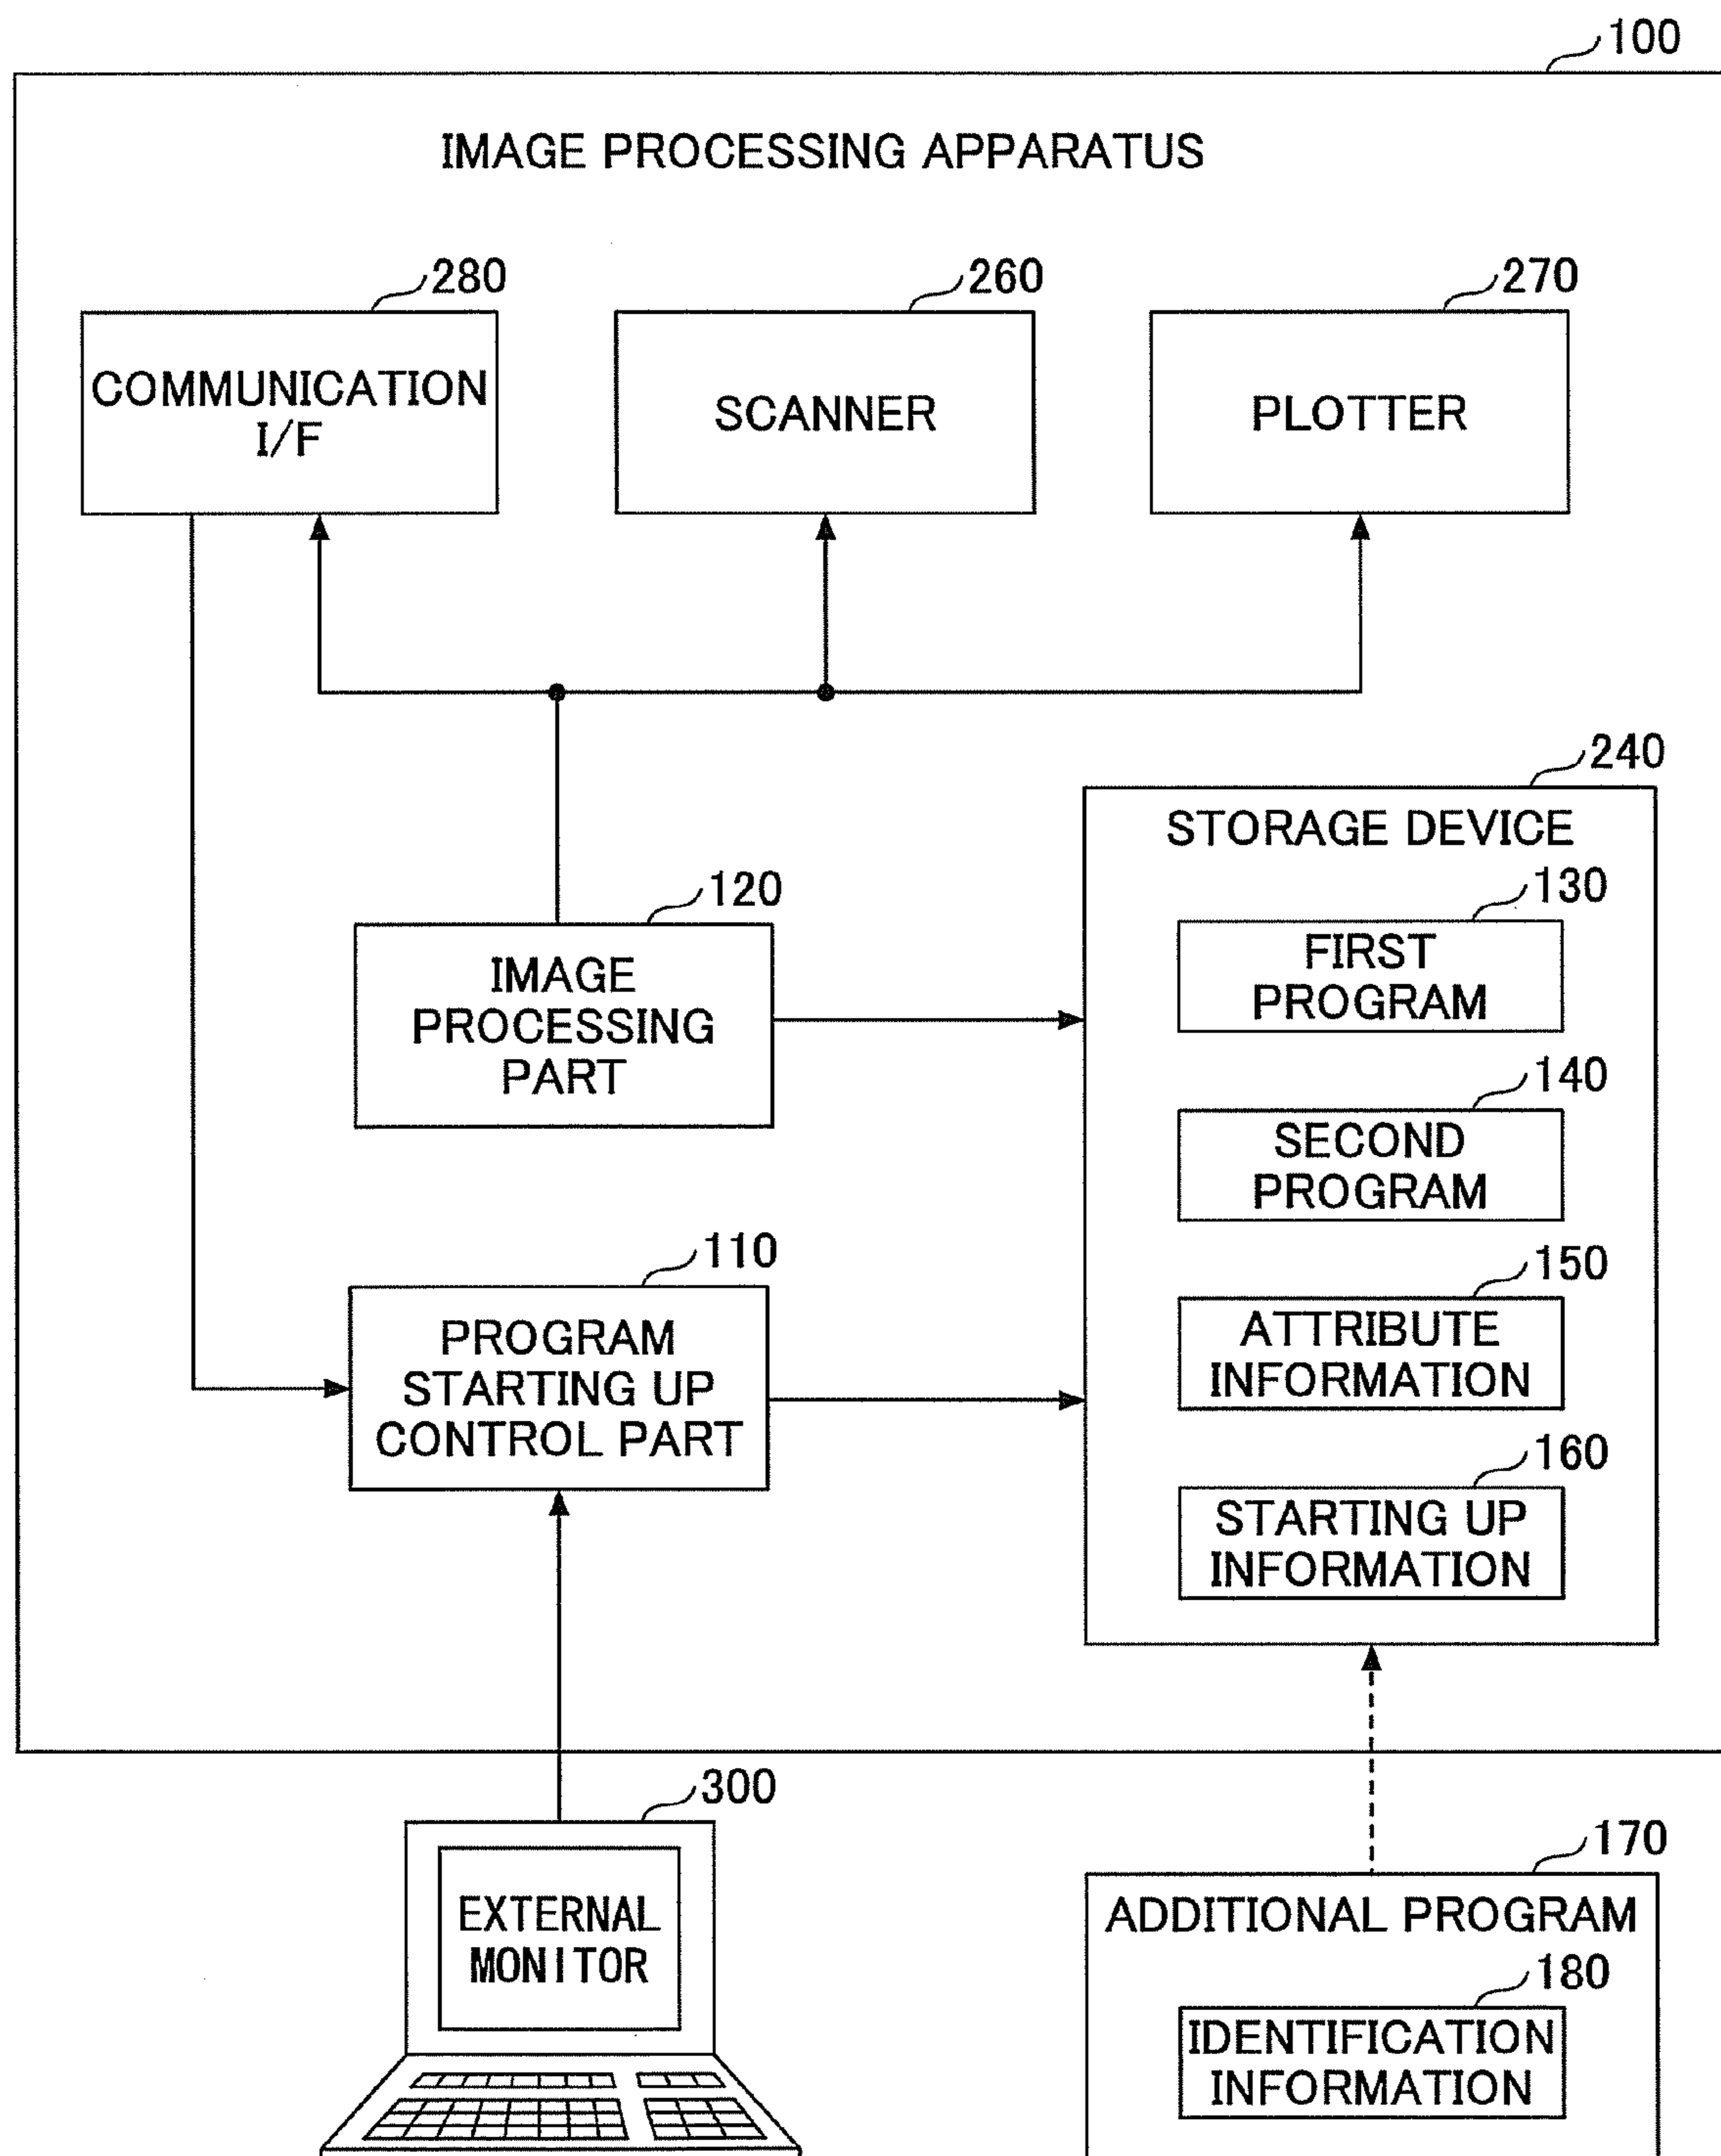 100
IMAGE PROCESSING APPARATUS
280
260
270
COMMUNICATION
I/F
SCANNER
PLOTTER
240
STORAGE DEVICE
120
130
IMAGE
PROCESSING
PART
FIRST
PROGRAM
140
SECOND
PROGRAM
110
150
PROGRAM
STARTING UP
CONTROL PART
ATTRIBUTE
INFORMATION
160
STARTING UP
INFORMATION
300
EXTERNAL
MONITOR
170
ADDITIONAL PROGRAM
180
IDENTIFICATION
INFORMATION